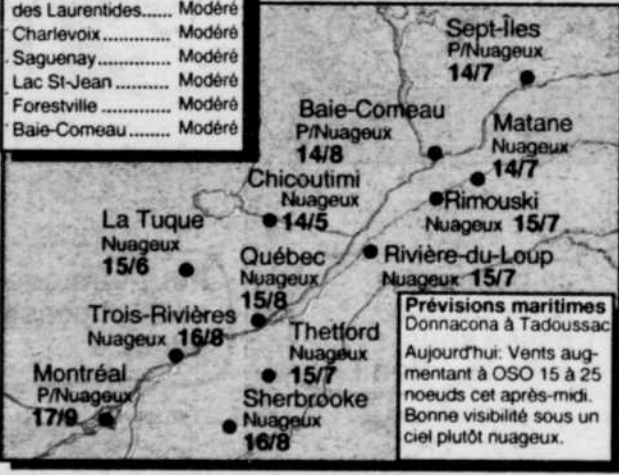 des Laurentides...... Modéré
Charlevoix............ Modéré
Saguenay............. Modéré
Lac St-Jean .......... Modéré
Forestville ............ Modéré
Baie-Comeau ......... Modéré
Sept-Îles
P/Nuageux
14/7
Baie-Comeau
P/Nuageux
14/8
Matane
Nuageux
14/7
Chicoutimi
Nuageux
14/5
Rimouski
Nuageux 15/7
La Tuque
Nuageux
15/6
Québec
Nuageux
15/8
Rivière-du-Loup
Nuageux 15/7
Trois-Rivières
Nuageux 16/8
Thetford
Nuageux
15/7
Montréal
P/Nuageux
17/9
Sherbrooke
Nuageux
16/8
Prévisions maritimes
Donnacona à Tadoussac
Aujourd'hui: Vents aug-
mentant à OSO 15 à 25
noeuds cet après-midi.
Bonne visibilité sous un
ciel plutôt nuageux.